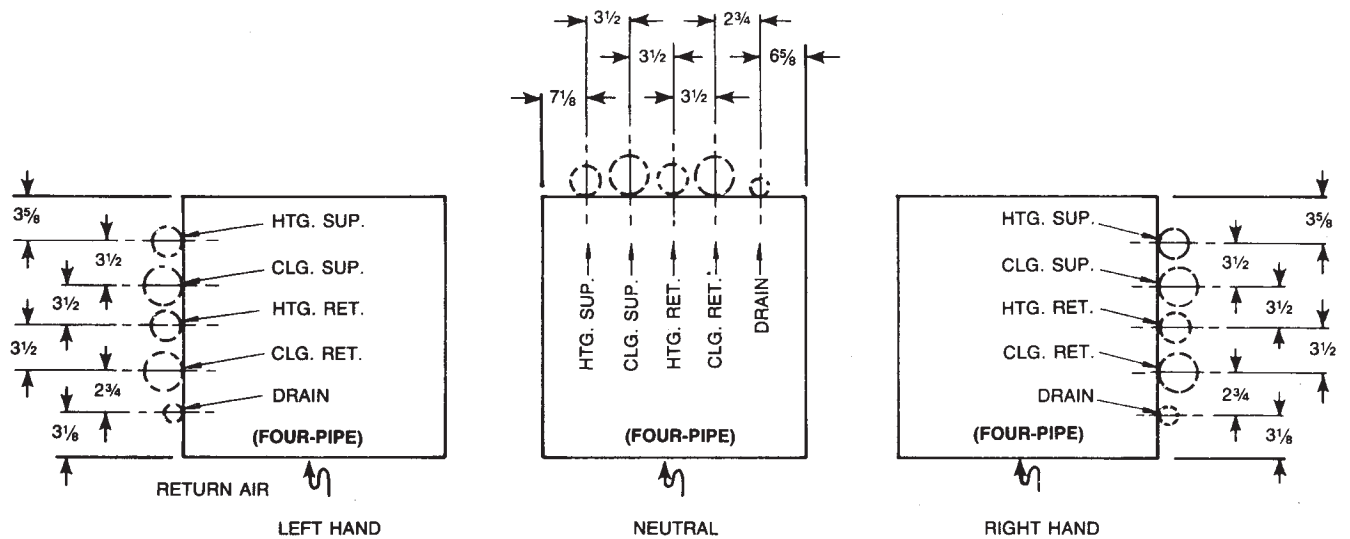 3⅝
3½
3½
3½
2¾
3⅛
HTG. SUP.
CLG. SUP.
HTG. RET.
CLG. RET.
DRAIN
(FOUR-PIPE)
RETURN AIR
LEFT HAND
3½
2¾
3½
6⅝
7⅛
3½
HTG. SUP.
CLG. SUP.
HTG. RET.
CLG. RET.
DRAIN
(FOUR-PIPE)
NEUTRAL
HTG. SUP.
CLG. SUP.
HTG. RET.
CLG. RET.
DRAIN
(FOUR-PIPE)
3⅝
3½
3½
3½
2¾
3⅛
RIGHT HAND